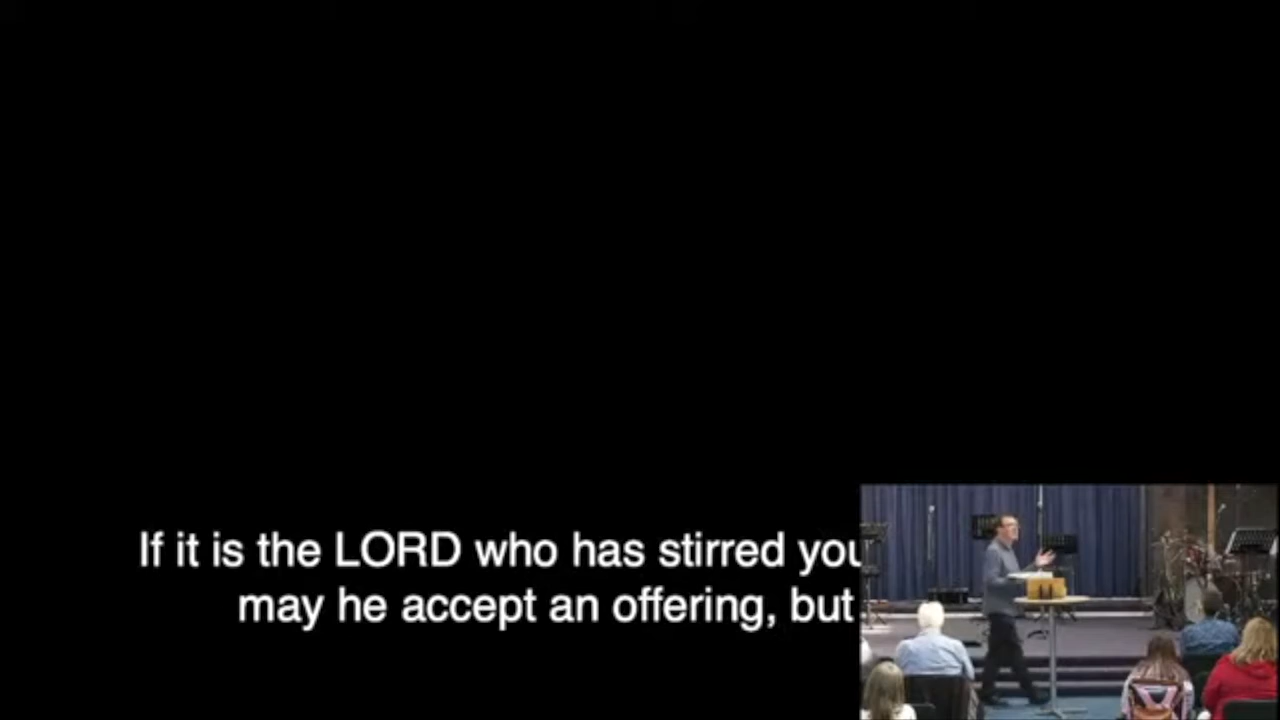 If it is the LORD who has stirred you
may he accept an offering, but